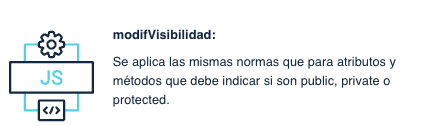 modifVisibilidad:
Se aplica las mismas normas que para atributos y
métodos que debe indicar si son public, private o
protected.
JS
</>